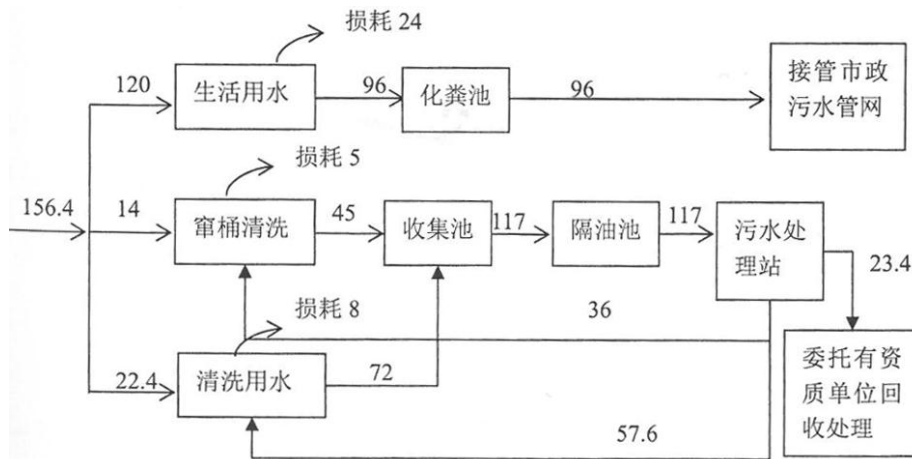 损耗 24
120
生活用水
96
化粪池
96
接管市政
污水管网
损耗 5
156.4
14
窜桶清洗
45
收集池
117
隔油池
117
污水处
理站
23.4
损耗 8
36
22.4
清洗用水
72
57.6
委托有资
质单位回
收处理